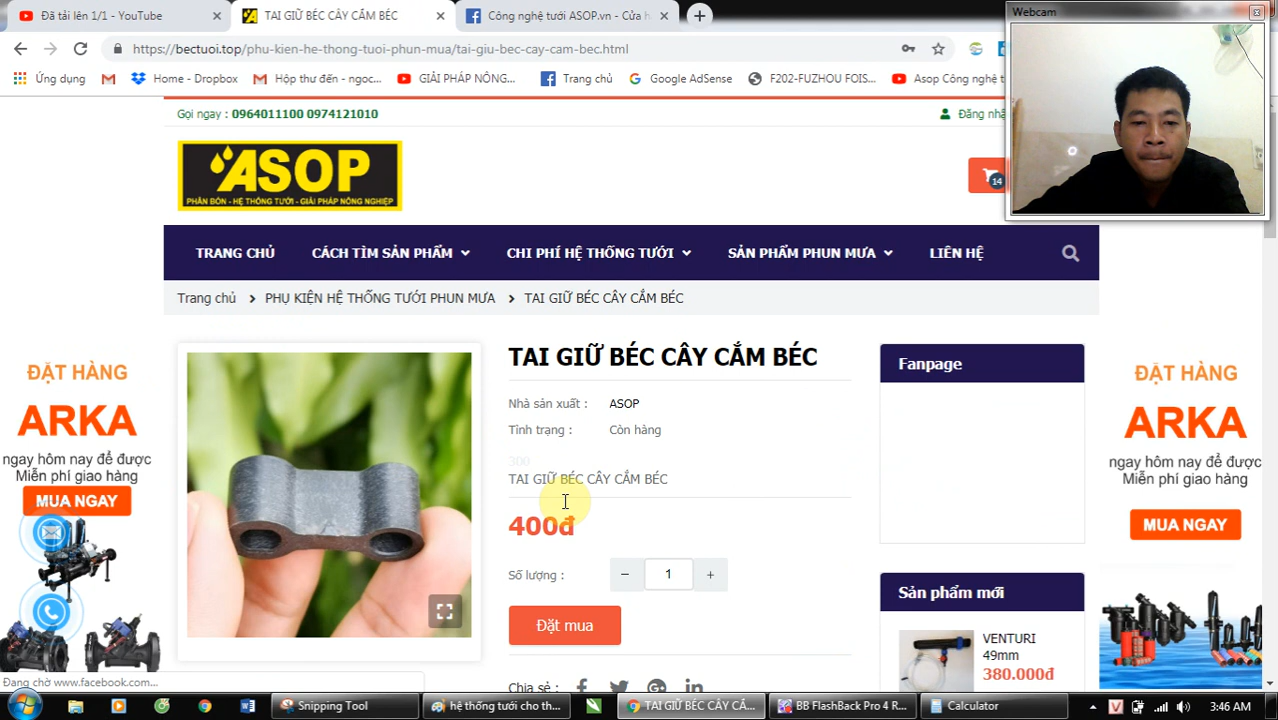 Đã tải lên 1/1 - YouTube
TAI GIỮ BÉC CÂY CẮM BÉC
Công nghệ tưới ASOP.vn - Cửa h
Webcam
https://bectuoi.top/phu-kien-he-thong-tuoi-phun-mua/tai-giu-bec-cay-cam-bec.html
Ứng dụng
Home - Dropbox
Hộp thư đến - ngoc...
GIẢI PHÁP NÔNG...
Trang chủ
Google AdSense
F202-FUZHOU FOIS...
Asop Công nghệ t
Gọi ngay : 0964011100 0974121010
Đăng nhậ
ASOP
PHÂN BÓN - HỆ THỐNG TƯỚI - GIẢI PHÁP NÔNG NGHIỆP
14
TRANG CHỦ
CÁCH TÌM SẢN PHẨM
CHI PHÍ HỆ THỐNG TƯỚI
SẢN PHẨM PHUN MƯA
LIÊN HỆ
Trang chủ
PHỤ KIỆN HỆ THỐNG TƯỚI PHUN MƯA
TAI GIỮ BÉC CÂY CẮM BÉC
TAI GIỮ BÉC CÂY CẮM BÉC
Nhà sản xuất :
ASOP
Tình trạng :
Còn hàng
300
TAI GIỮ BÉC CÂY CẮM BÉC
400đ
Số lượng :
1
Đặt mua
Chia sẻ :
Fanpage
Sản phẩm mới
VENTURI
49mm
380.000đ
ĐẶT HÀNG
ARKA
ngay hôm nay để được
Miễn phí giao hàng
MUA NGAY
ĐẶT HÀNG
ARKA
ngay hôm nay để được
Miễn phí giao hàng
MUA NGAY
Đang chờ www.facebook.com...
Snipping Tool
hệ thống tưới cho th...
TAI GIỮ BÉC CÂY CẮ...
BB FlashBack Pro 4 R...
Calculator
3:46 AM